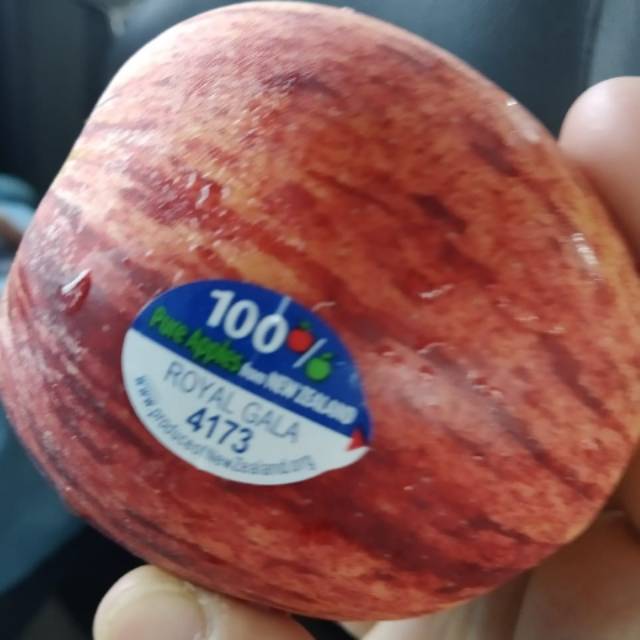 100%
Pure Apples from NEW ZEALAND
ROYAL GALA
4173
www.produceofNewZealand.org